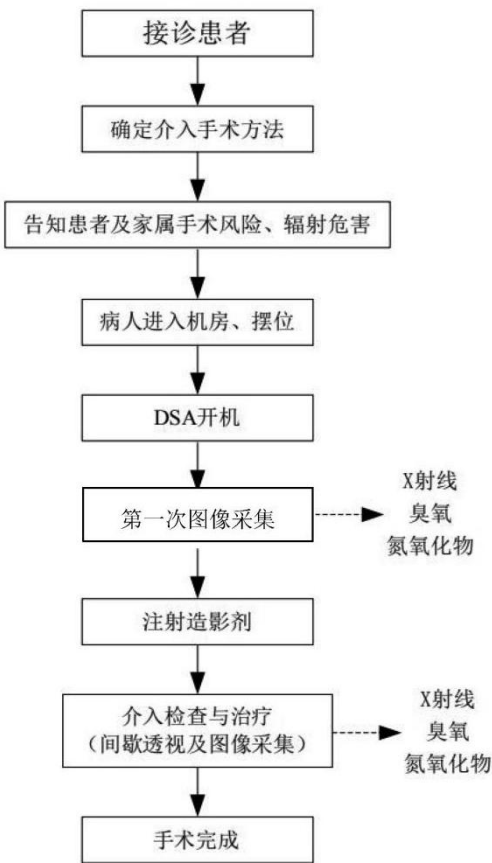 接诊患者
确定介入手术方法
告知患者及家属手术风险、辐射危害
病人进入机房、摆位
DSA开机
第一次图像采集
X射线
臭氧
氮氧化物
注射造影剂
介入检查与治疗
（间歇透视及图像采集）
X射线
臭氧
氮氧化物
手术完成